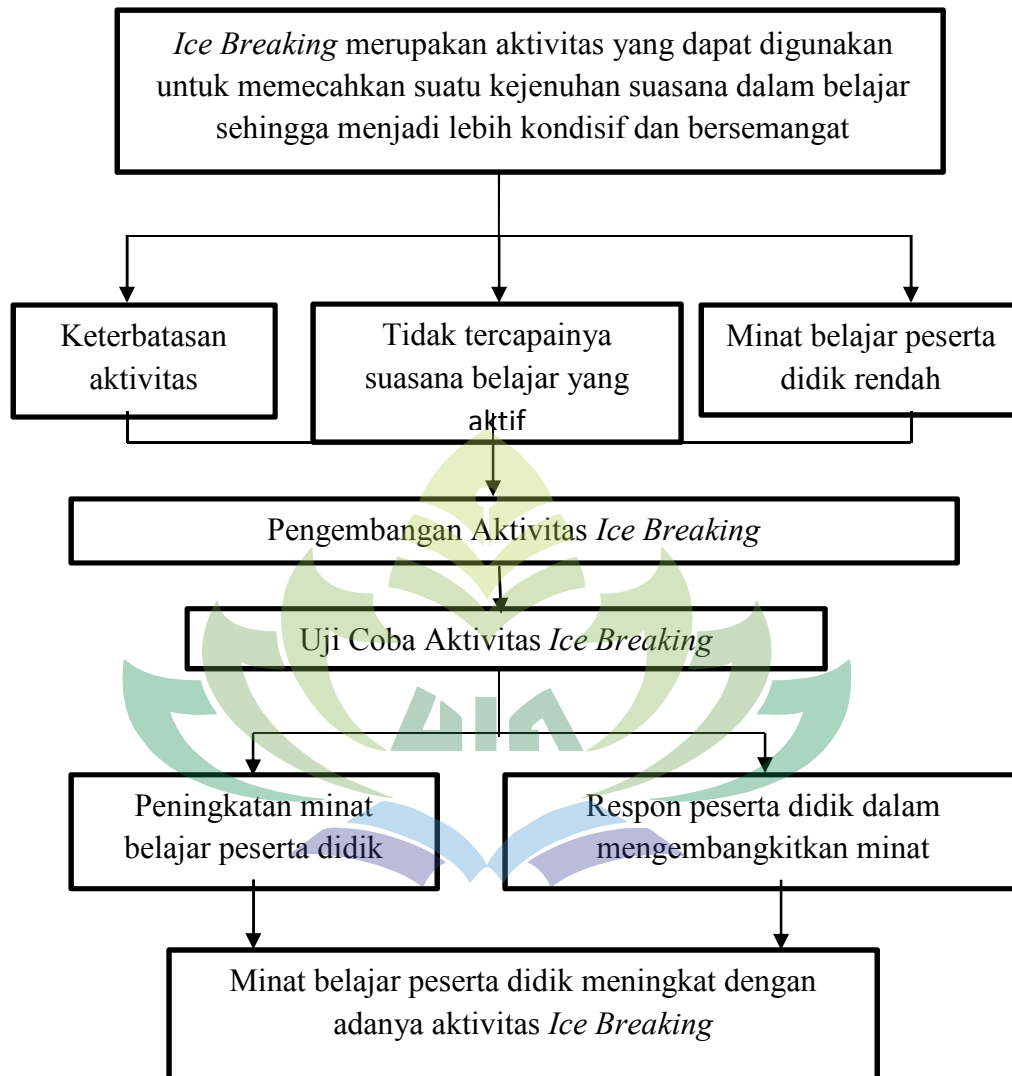 Ice Breaking merupakan aktivitas yang dapat digunakan
untuk memecahkan suatu kejenuhan suasana dalam belajar
sehingga menjadi lebih kondisif dan bersemangat
Keterbatasan
aktivitas
Tidak tercapainya
suasana belajar yang
aktif
Minat belajar peserta
didik rendah
Pengembangan Aktivitas Ice Breaking
Uji Coba Aktivitas Ice Breaking
UIN
Peningkatan minat
belajar peserta didik
Respon peserta didik dalam
mengembangkitkan minat
Minat belajar peserta didik meningkat dengan
adanya aktivitas Ice Breaking